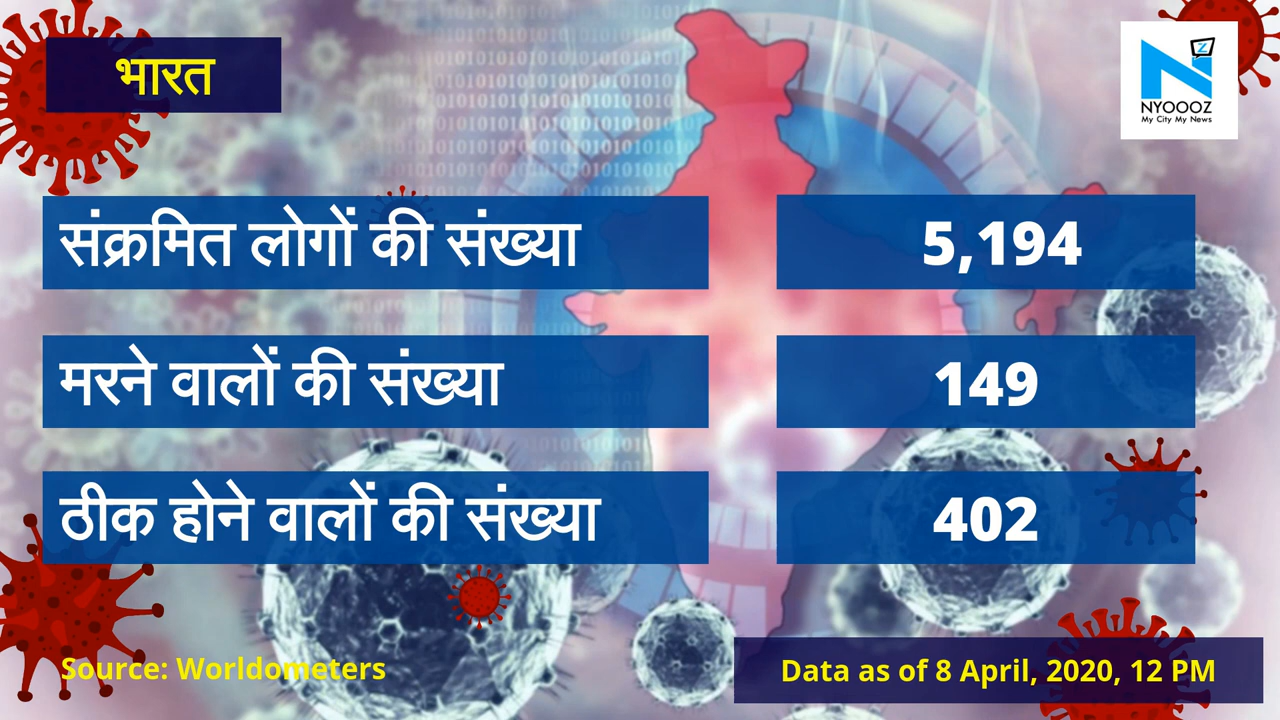 भारत
Z
NYOOOZ
My City My News
संक्रमित लोगों की संख्या 5,194
मरने वालों की संख्या 149
ठीक होने वालों की संख्या 402
Source: Worldometers
Data as of 8 April, 2020, 12 PM